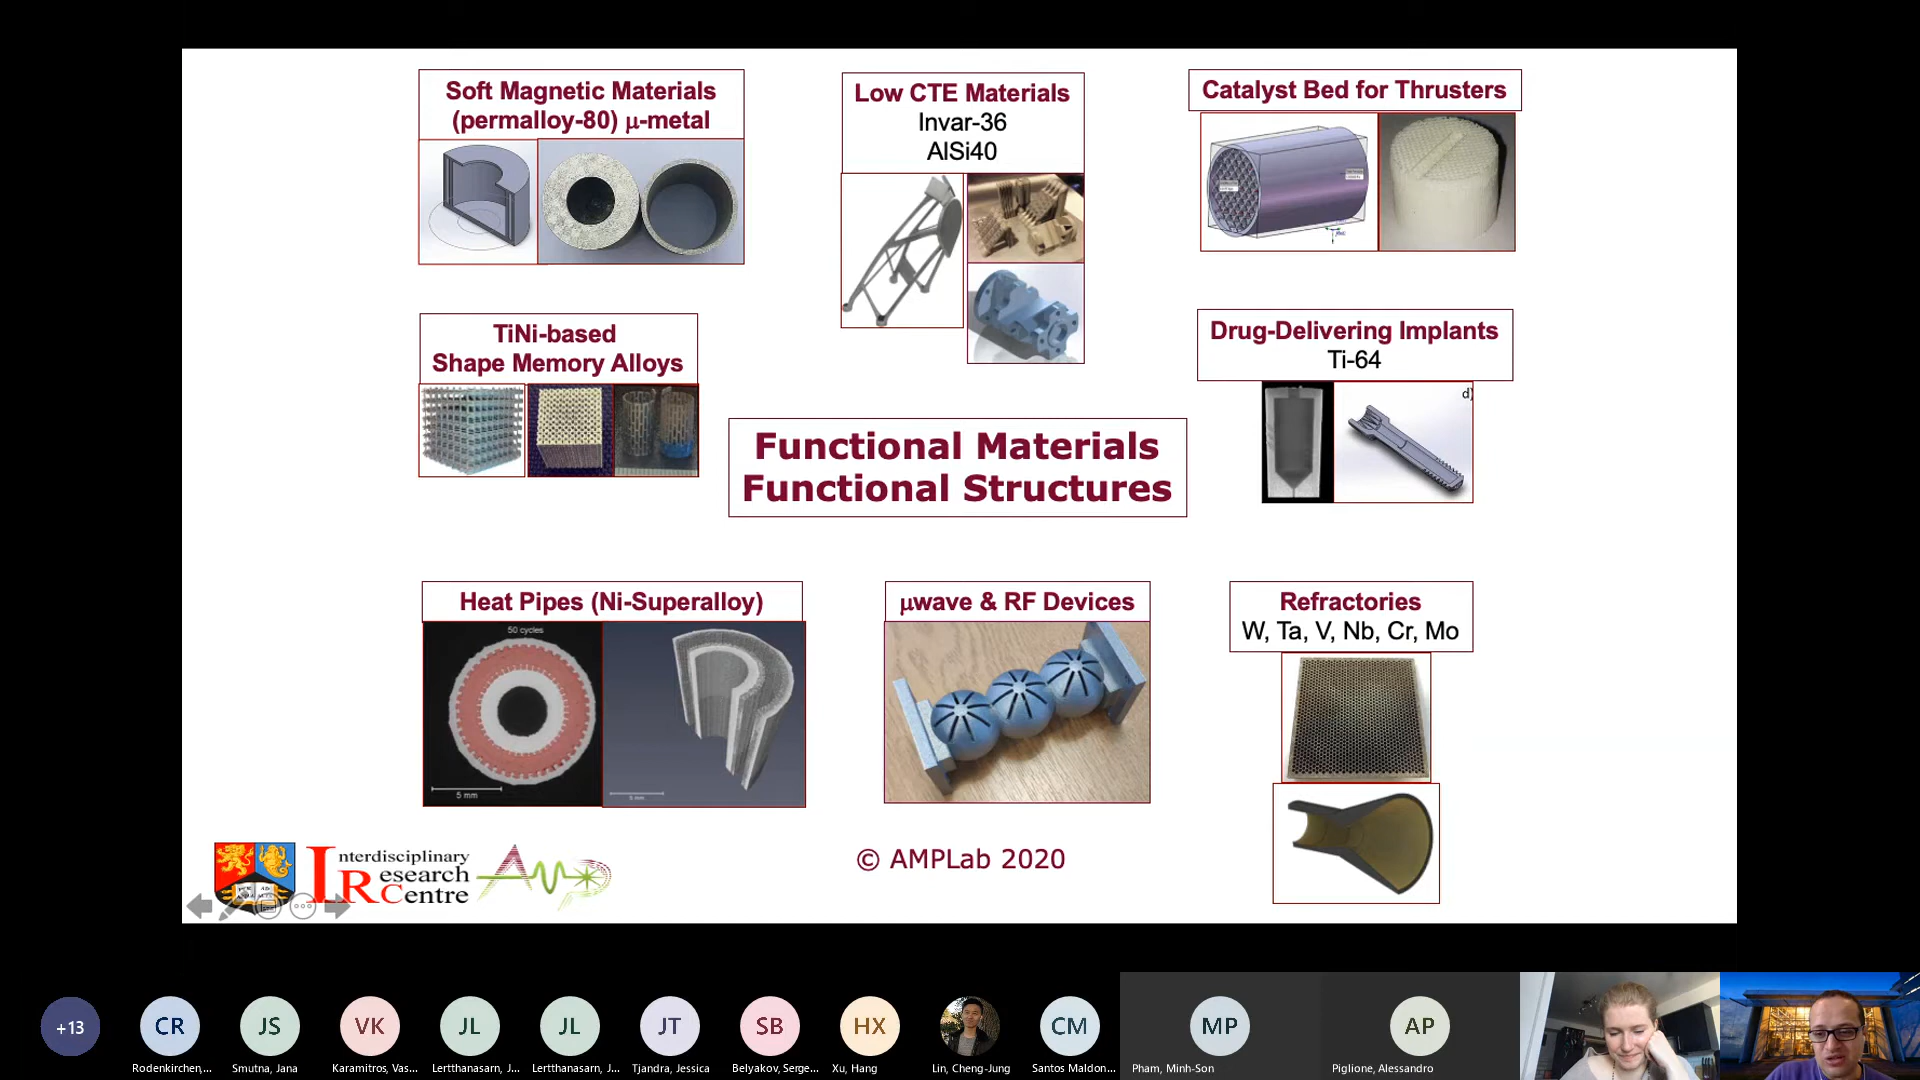 Soft Magnetic Materials
(permalloy-80) μ-metal
Low CTE Materials
Invar-36
AlSi40
Catalyst Bed for Thrusters
TiNi-based
Shape Memory Alloys
Drug-Delivering Implants
Ti-64
d)
Functional Materials
Functional Structures
Heat Pipes (Ni-Superalloy)
50 cycles
5 mm
5 mm
μwave & RF Devices
Refractories
W, Ta, V, Nb, Cr, Mo
Interdisciplinary
Research
Centre
© AMPLab 2020
+13
CR
JS
VK
JL
JL
JT
SB
HX
CM
MP
AP
Rodenkirchen,...
Smutna, Jana
Karamitros, Vas...
Lertthanasarn, J...
Lertthanasarn, J...
Tjandra, Jessica
Belyakov, Serge...
Xu, Hang
Lin, Cheng-Jung
Santos Maldon...
Pham, Minh-Son
Piglione, Alessandro